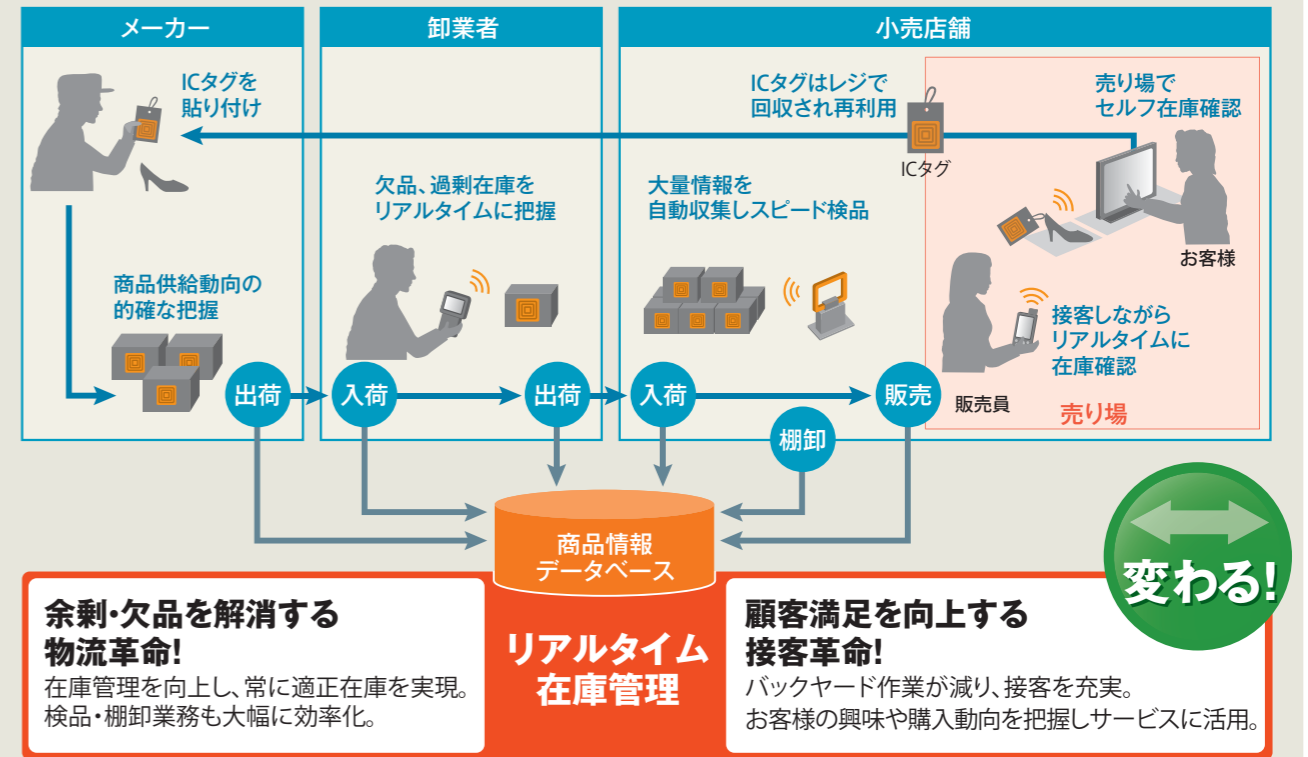 メーカー
卸業者
小売店舗
ICタグを
貼り付け
ICタグはレジで
回収され再利用
ICタグ
売り場で
セルフ在庫確認
お客様
欠品、過剰在庫を
リアルタイムに把握
大量情報を
自動収集しスピード検品
商品供給動向の
的確な把握
接客しながら
リアルタイムに
在庫確認
販売員
売り場
出荷
入荷
出荷
入荷
販売
棚卸
商品情報
データベース
変わる!
余剰・欠品を解消する
物流革命!
在庫管理を向上し、常に適正在庫を実現。
検品・棚卸業務も大幅に効率化。
リアルタイム
在庫管理
顧客満足を向上する
接客革命!
バックヤード作業が減り、接客を充実。
お客様の興味や購入動向を把握しサービスに活用。